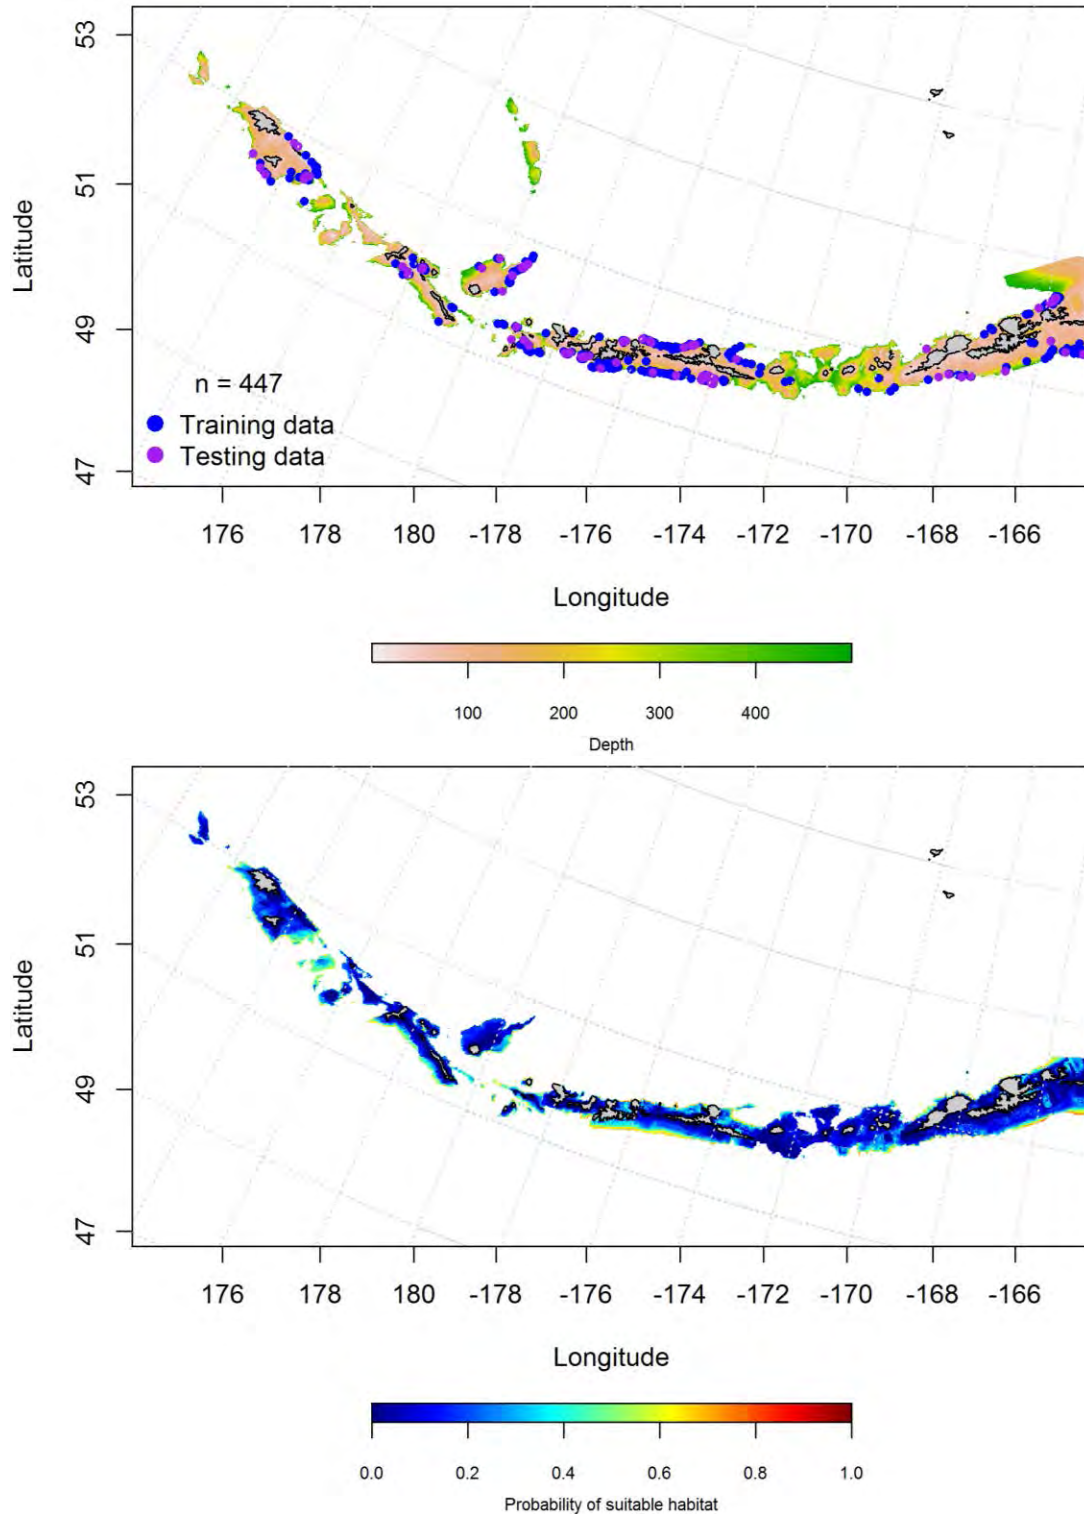 53
51
49
47
Latitude
n = 447
Training data
Testing data
176 178 180 -178 -176 -174 -172 -170 -168 -166
Longitude
100 200 300 400
Depth
53
51
49
47
Latitude
176 178 180 -178 -176 -174 -172 -170 -168 -166
Longitude
0.0 0.2 0.4 0.6 0.8 1.0
Probability of suitable habitat